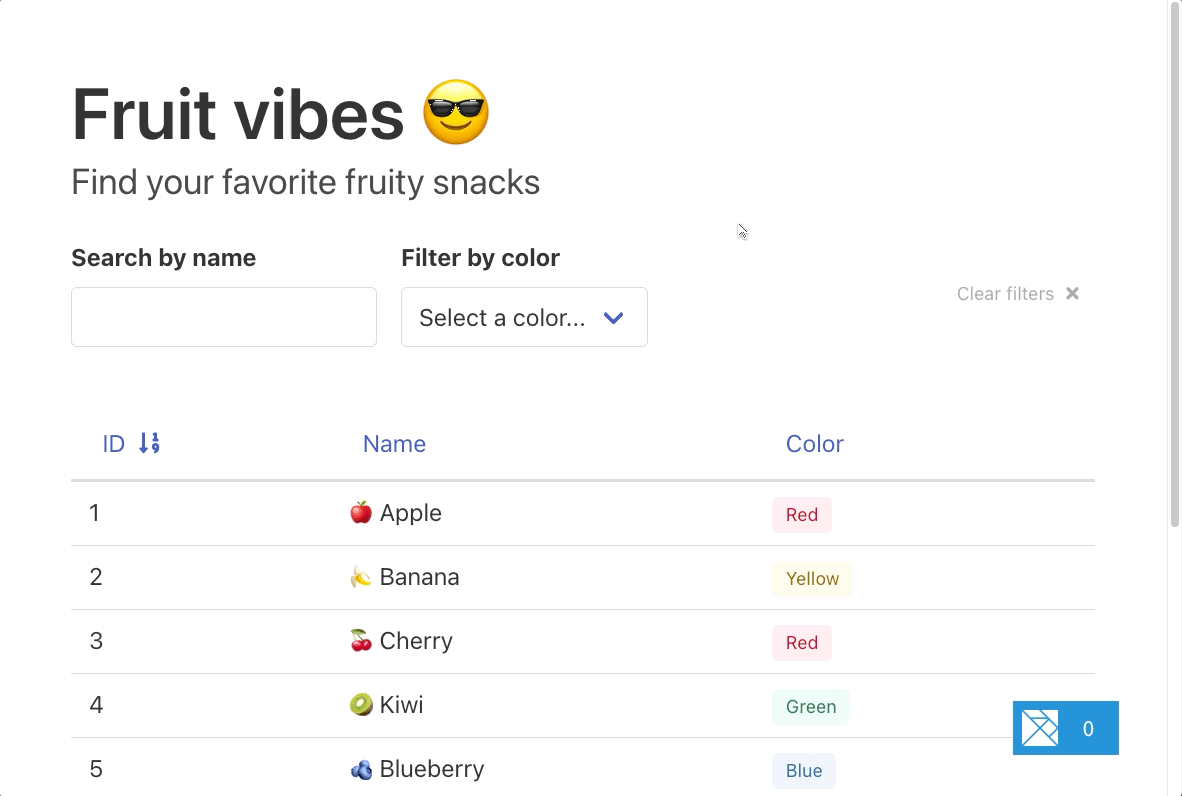 Fruit vibes 😎
Find your favorite fruity snacks
Search by name Filter by color
Clear filters ×
Select a color...
ID Name Color
1 🍎 Apple Red
2 🍌 Banana Yellow
3 🍒 Cherry Red
4 🥝 Kiwi Green
0
5 🫐 Blueberry Blue